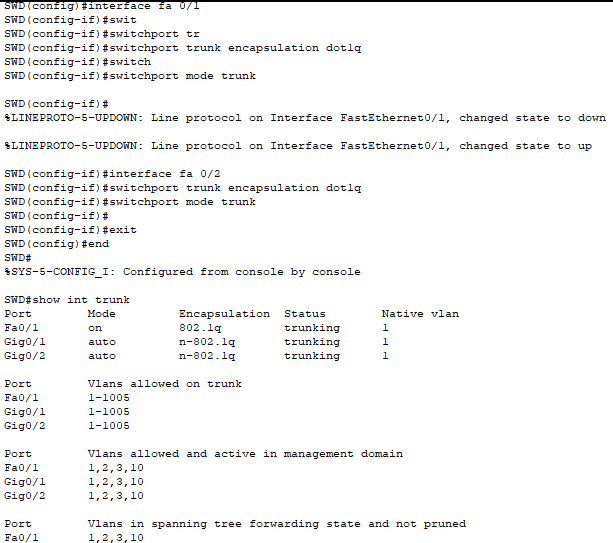 SWD(config)#interface fa 0/1
SWD(config-if)#swit
SWD(config-if)#switchport tr
SWD(config-if)#switchport trunk encapsulation dot1q
SWD(config-if)#switch
SWD(config-if)#switchport mode trunk
SWD(config-if)#
%LINEPROTO-5-UPDOWN: Line protocol on Interface FastEthernet0/1, changed state to down
%LINEPROTO-5-UPDOWN: Line protocol on Interface FastEthernet0/1, changed state to up
SWD(config-if)#interface fa 0/2
SWD(config-if)#switchport trunk encapsulation dot1q
SWD(config-if)#switchport mode trunk
SWD(config-if)#
SWD(config-if)#exit
SWD(config)#end
SWD#
%SYS-5-CONFIG_I: Configured from console by console
SWD#show int trunk
Port Mode Encapsulation Status Native vlan
Fa0/1 on 802.1q trunking 1
Gig0/1 auto n-802.1q trunking 1
Gig0/2 auto n-802.1q trunking 1
Port Vlans allowed on trunk
Fa0/1 1-1005
Gig0/1 1-1005
Gig0/2 1-1005
Port Vlans allowed and active in management domain
Fa0/1 1,2,3,10
Gig0/1 1,2,3,10
Gig0/2 1,2,3,10
Port Vlans in spanning tree forwarding state and not pruned
Fa0/1 1,2,3,10